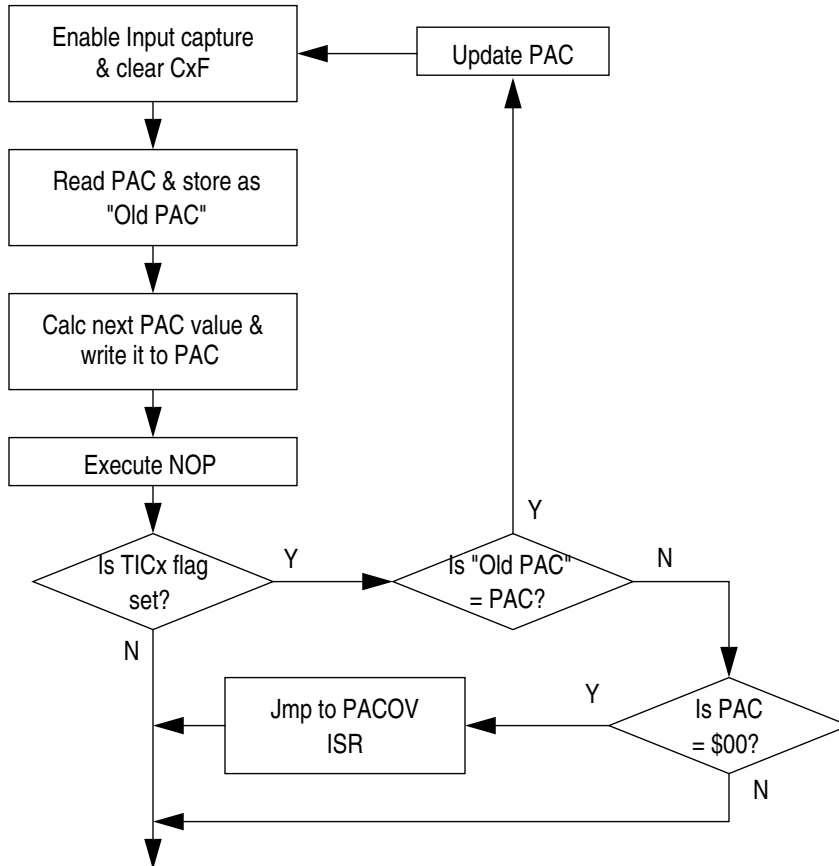 Enable Input capture
& clear CxF
Update PAC
Read PAC & store as
"Old PAC"
Calc next PAC value &
write it to PAC
Execute NOP
Is TICx flag
set?
Y
N
Is "Old PAC"
= PAC?
Y
N
Is PAC
= $00?
Y
N
Jmp to PACOV
ISR